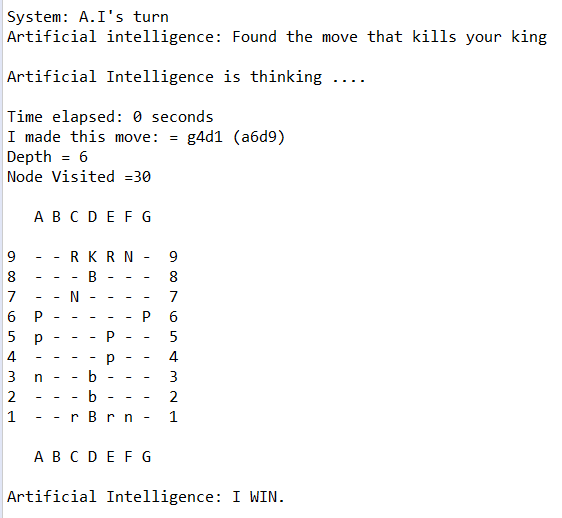 System: A.I's turn
Artificial intelligence: Found the move that kills your king
Artificial Intelligence is thinking ....
Time elapsed: 0 seconds
I made this move: = g4d1 (a6d9)
Depth = 6
Node Visited =30
A B C D E F G
9 - - R K R N - 9
8 - - - B - - - 8
7 - - N - - - - 7
6 P - - - - - P 6
5 p - - - P - - 5
4 - - - - p - - 4
3 n - - b - - - 3
2 - - - b - - - 2
1 - - r B r n - 1
A B C D E F G
Artificial Intelligence: I WIN.